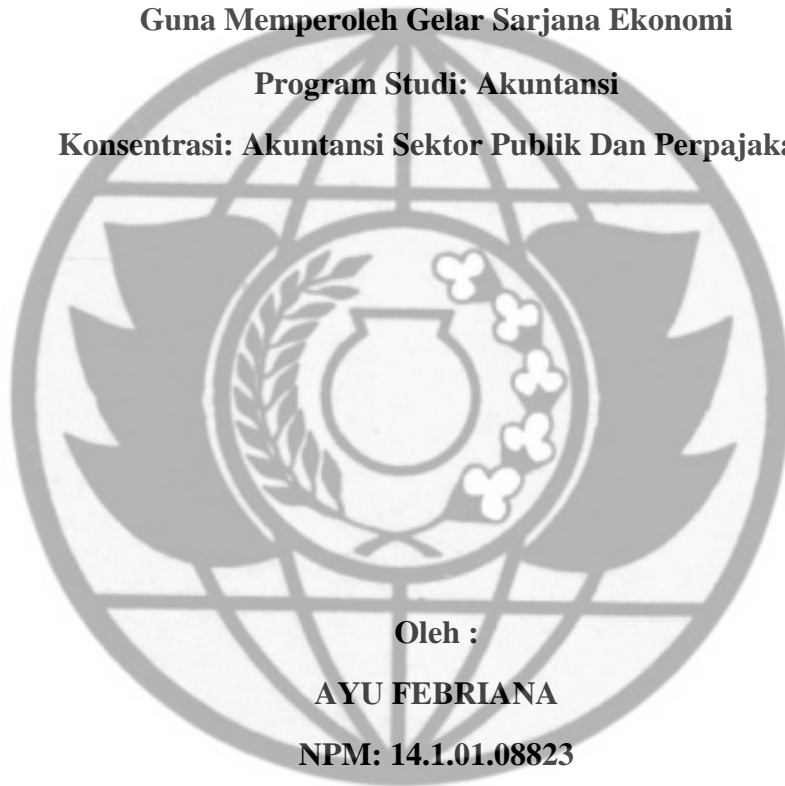 Guna Memperoleh Gelar Sarjana Ekonomi
Program Studi: Akuntansi
Konsentrasi: Akuntansi Sektor Publik Dan Perpajaka
Oleh :
AYU FEBRIANA
NPM: 14.1.01.08823